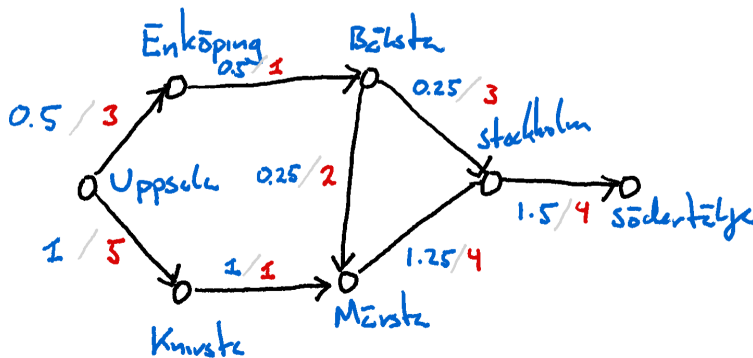 Enköping
Bälsta
0.5/1
0.25/3
0.5/3
Stockholm
Uppsala
0.25/2
1.5/4
Södertälje
1/5
1/1
1.25/4
Märsta
Knivsta